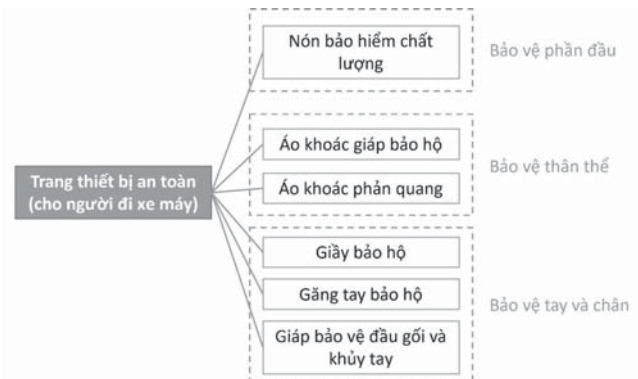 Nón bảo hiểm chất
lượng
Bảo vệ phần đầu
Áo khoác giáp bảo hộ
Áo khoác phản quang
Bảo vệ thân thể
Trang thiết bị an toàn
(cho người đi xe máy)
Giầy bảo hộ
Găng tay bảo hộ
Giáp bảo vệ đầu gối và
khủy tay
Bảo vệ tay và chân